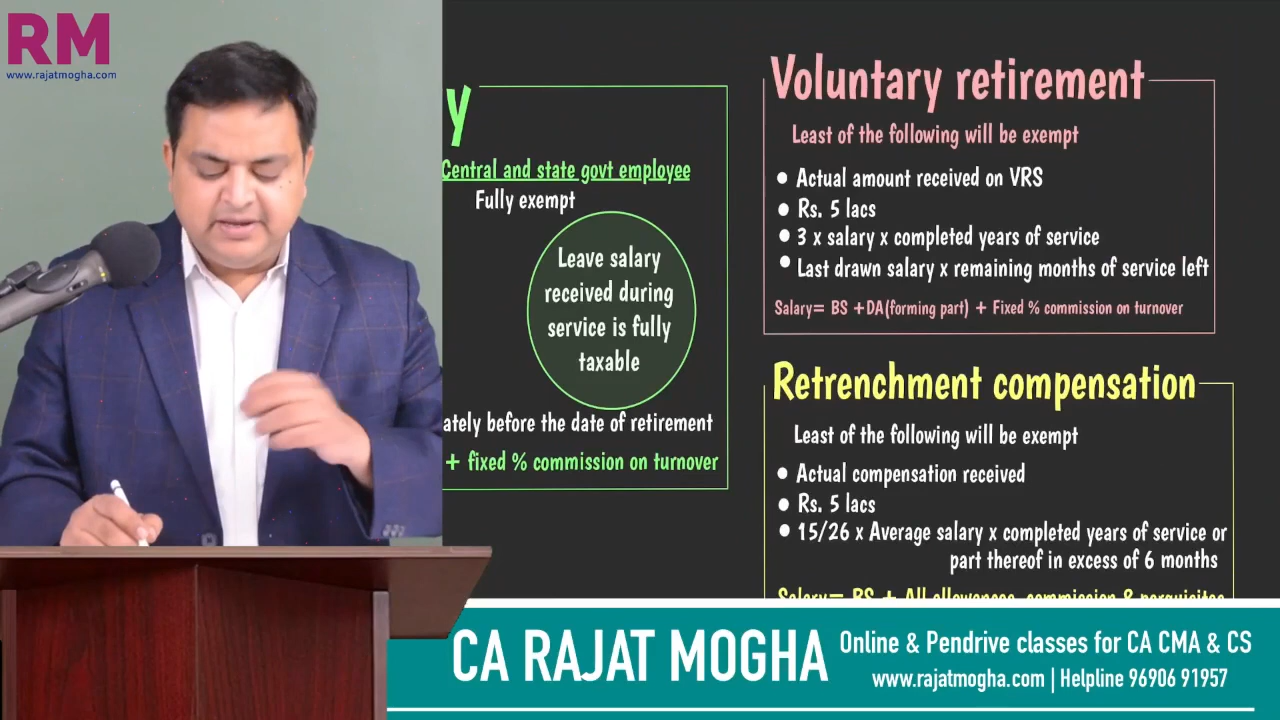 RM
www.rajatmogha.com
y
Central and state govt employee
Fully exempt
Leave salary
received during
service is fully
taxable
ately before the date of retirement
+ fixed % commission on turnover
Voluntary retirement
Least of the following will be exempt
• Actual amount received on VRS
• Rs. 5 lacs
• 3 x salary x completed years of service
• Last drawn salary x remaining months of service left
Salary= BS +DA(forming part) + Fixed % commission on turnover
Retrenchment compensation
Least of the following will be exempt
• Actual compensation received
• Rs. 5 lacs
• 15/26 x Average salary x completed years of service or
part thereof in excess of 6 months
Salary= BS + All allowances, commission & perquisites
CA RAJAT MOGHA
Online & Pendrive classes for CA CMA & CS
www.rajatmogha.com | Helpline 96906 91957